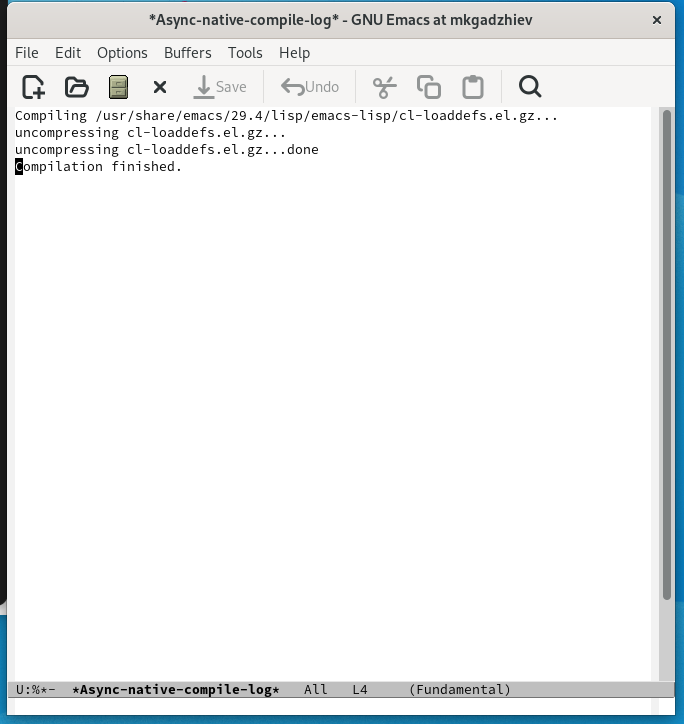 *Async-native-compile-log* - GNU Emacs at mkgadzhiev
File Edit Options Buffers Tools Help
Save Undo
Compiling /usr/share/emacs/29.4/lisp/emacs-lisp/cl-loaddefs.el.gz...
uncompressing cl-loaddefs.el.gz...
uncompressing cl-loaddefs.el.gz...done
Compilation finished.
U:%*- *Async-native-compile-log* All L4 (Fundamental)